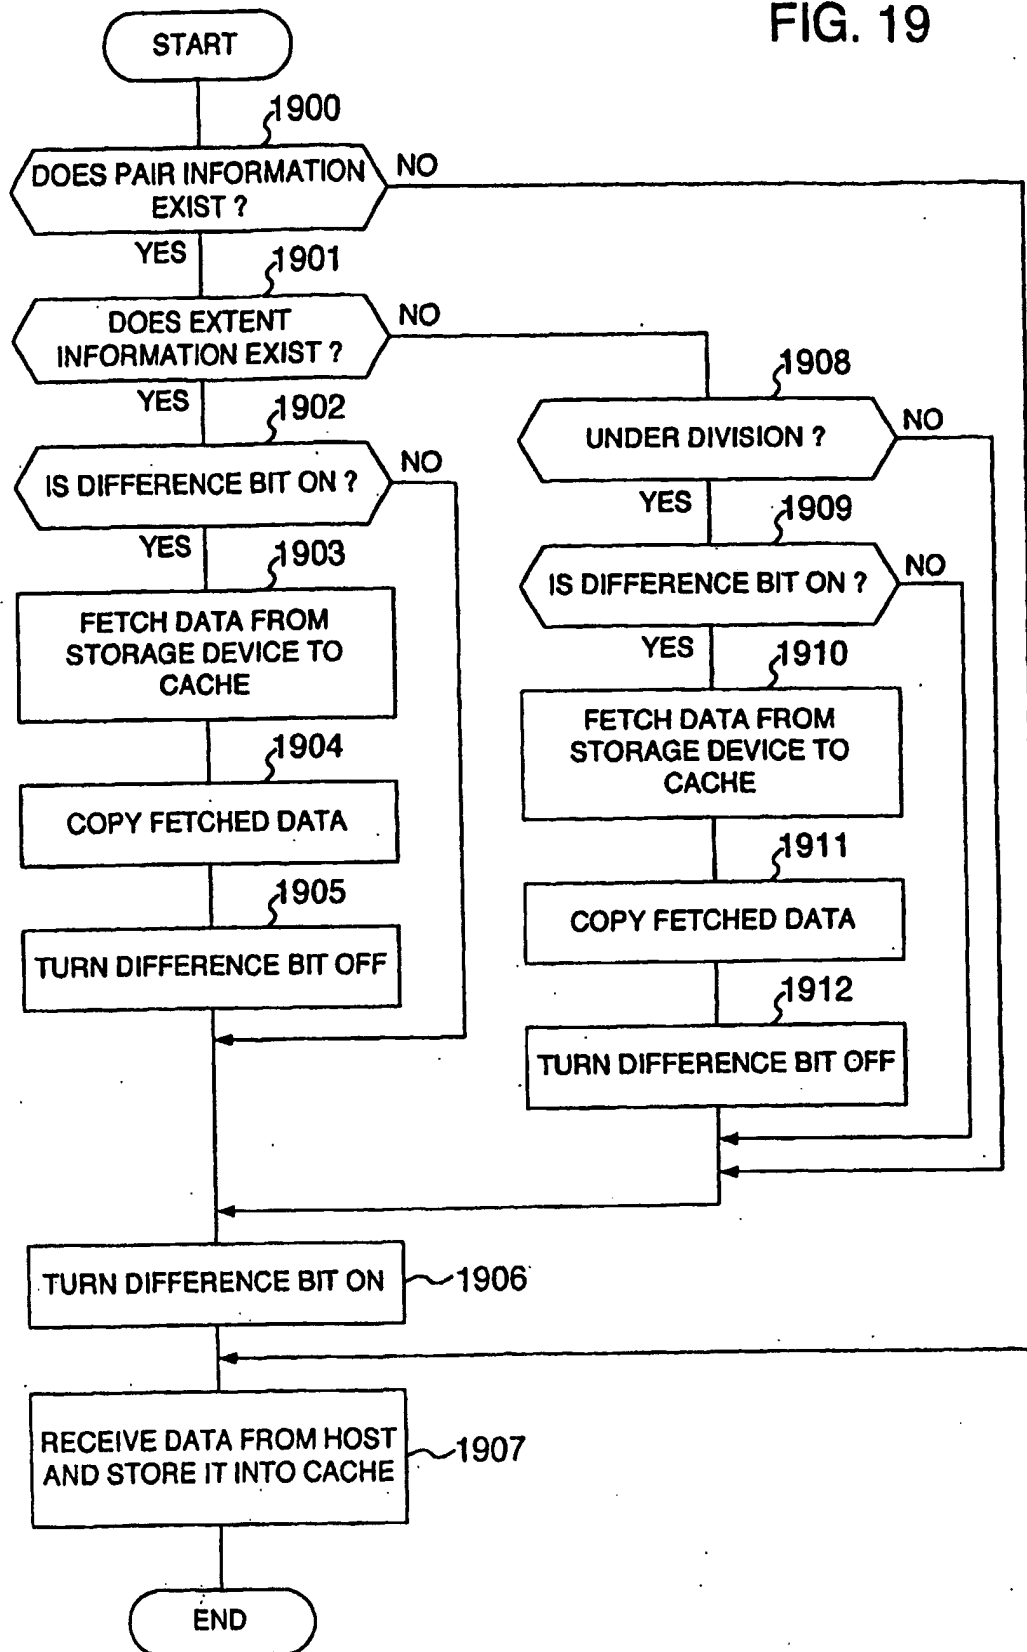 FIG. 19
START
1900
DOES PAIR INFORMATION
EXIST ?
NO
YES
1901
DOES EXTENT
INFORMATION EXIST ?
NO
YES
1902
IS DIFFERENCE BIT ON ?
NO
YES
1903
FETCH DATA FROM
STORAGE DEVICE TO
CACHE
1904
COPY FETCHED DATA
1905
TURN DIFFERENCE BIT OFF
1908
UNDER DIVISION ?
NO
YES
1909
IS DIFFERENCE BIT ON ?
NO
YES
1910
FETCH DATA FROM
STORAGE DEVICE TO
CACHE
1911
COPY FETCHED DATA
1912
TURN DIFFERENCE BIT OFF
TURN DIFFERENCE BIT ON
1906
RECEIVE DATA FROM HOST
AND STORE IT INTO CACHE
1907
END